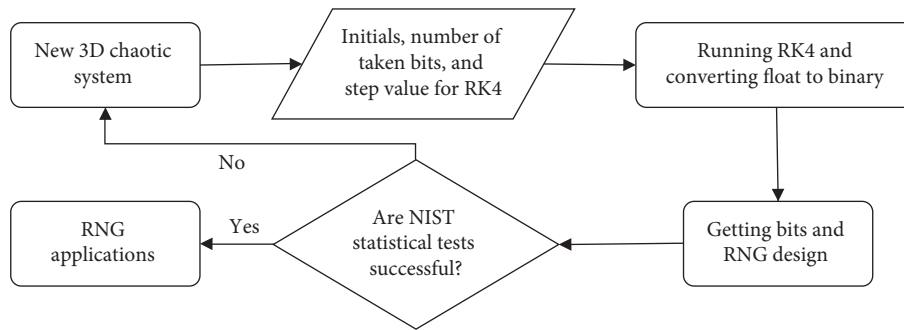 New 3D chaotic
system
Initials, number of
taken bits, and
step value for RK4
Running RK4 and
converting float to binary
No
RNG
applications
Yes
Are NIST
statistical tests
successful?
Getting bits and
RNG design